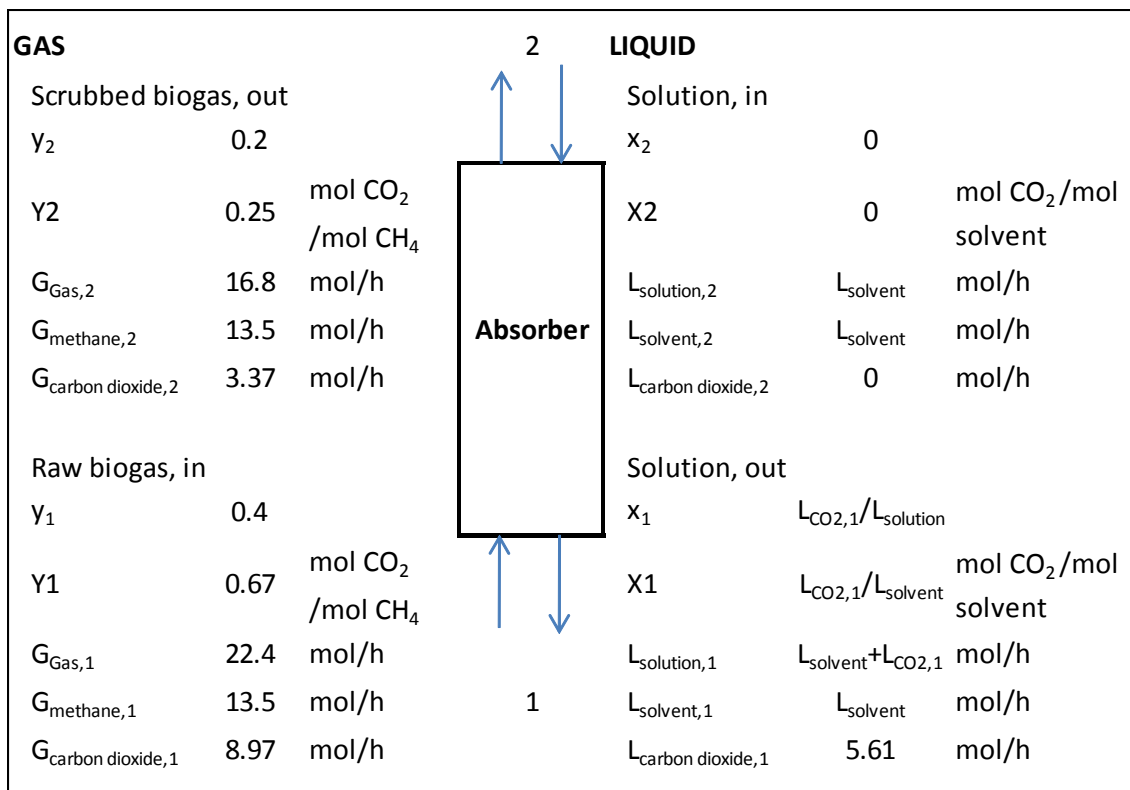 GAS 2 LIQUID
Scrubbed biogas, out Solution, in
y2 0.2 x2 0
Y2 0.25 mol CO2 /mol CH4 X2 0 mol CO2/mol solvent
GGas,2 16.8 mol/h Lsolution,2 Lsolvent mol/h
Gmethane,2 13.5 mol/h Absorber Lsolvent,2 Lsolvent mol/h
Gcarbon dioxide,2 3.37 mol/h Lcarbon dioxide,2 0 mol/h
Raw biogas, in Solution, out
y1 0.4 x1 LCO2,1/Lsolution
Y1 0.67 mol CO2 /mol CH4 X1 LCO2,1/Lsolvent mol CO2/mol solvent
GGas,1 22.4 mol/h Lsolution,1 Lsolvent+LCO2,1 mol/h
Gmethane,1 13.5 mol/h 1 Lsolvent,1 Lsolvent mol/h
Gcarbon dioxide,1 8.97 mol/h Lcarbon dioxide,1 5.61 mol/h